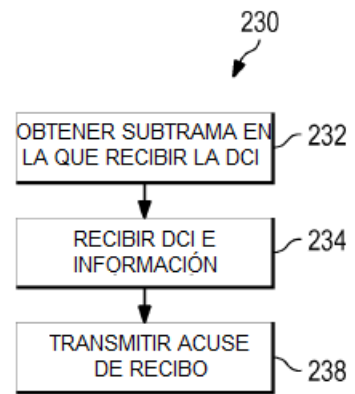 230
OBTENER SUBTRAMA EN
LA QUE RECIBIR LA DCI
232
RECIBIR DCI E
INFORMACIÓN
234
TRANSMITIR ACUSE
DE RECIBO
238